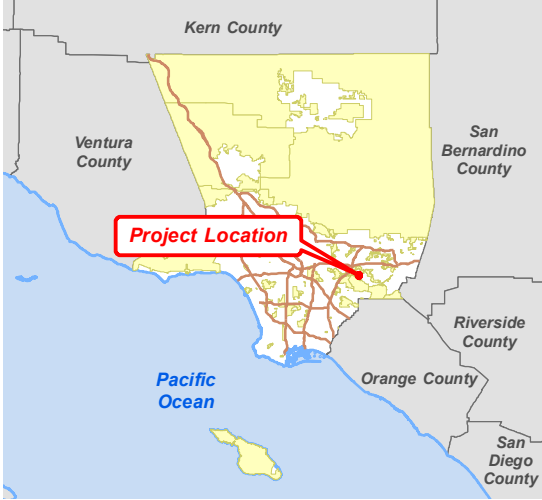 Kern County
Ventura
County
San
Bernardino
County
Project Location
Riverside
County
Pacific
Ocean
Orange County
San
Diego
County